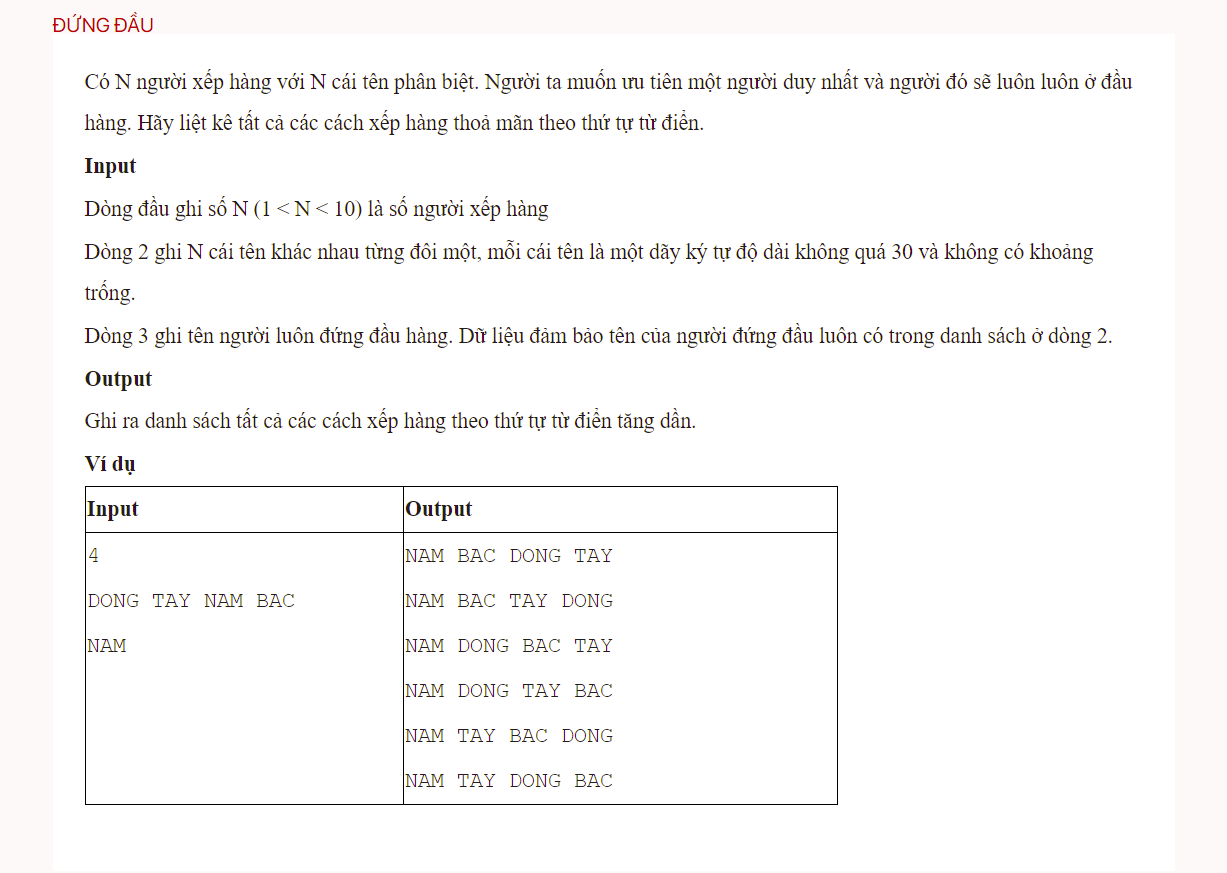 ĐỨNG ĐẦU
Có N người xếp hàng với N cái tên phân biệt. Người ta muốn ưu tiên một người duy nhất và người đó sẽ luôn luôn ở đầu
hàng. Hãy liệt kê tất cả các cách xếp hàng thoả mãn theo thứ tự từ điển.
Input
Dòng đầu ghi số N (1 < N < 10) là số người xếp hàng
Dòng 2 ghi N cái tên khác nhau từng đôi một, mỗi cái tên là một dãy ký tự độ dài không quá 30 và không có khoảng
trống.
Dòng 3 ghi tên người luôn đứng đầu hàng. Dữ liệu đảm bảo tên của người đứng đầu luôn có trong danh sách ở dòng 2.
Output
Ghi ra danh sách tất cả các cách xếp hàng theo thứ tự từ điển tăng dần.
Ví dụ
Input Output
4
DONG TAY NAM BAC
NAM
NAM BAC DONG TAY
NAM BAC TAY DONG
NAM DONG BAC TAY
NAM DONG TAY BAC
NAM TAY BAC DONG
NAM TAY DONG BAC